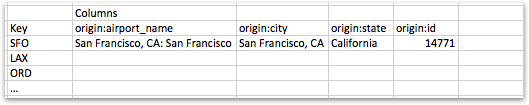 Columns
Key origin:airport_name origin:city origin:state origin:id
SFO San Francisco, CA: San Francisco San Francisco, CA California 14771
LAX
ORD
...